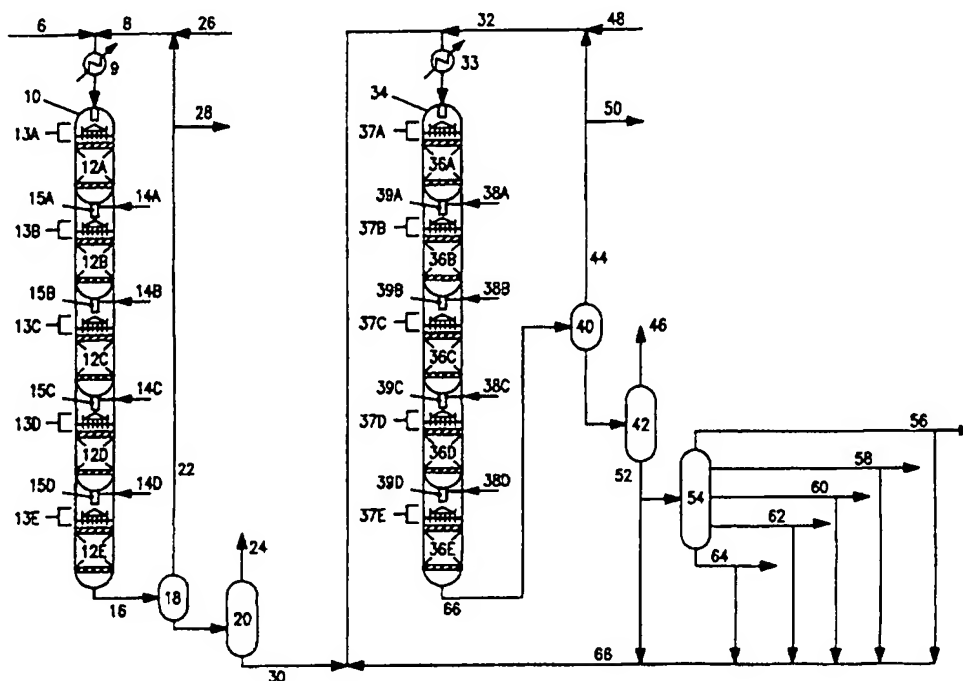 6 8 26 32 48
9 33
10 28 34 50
13A 37A
12A 36A
15A 14A 39A 38A
13B 37B
12B 36B 44
15B 14B 39B 38B
13C 37C 40 46
12C 36C
15C 14C 39C 38C
13D 37D 42 56
12D 36D 58
22 52
15D 14D 39D 38D 54 60
13E 37E 62
12E 24 36E 64
16 18 20 66
30 66